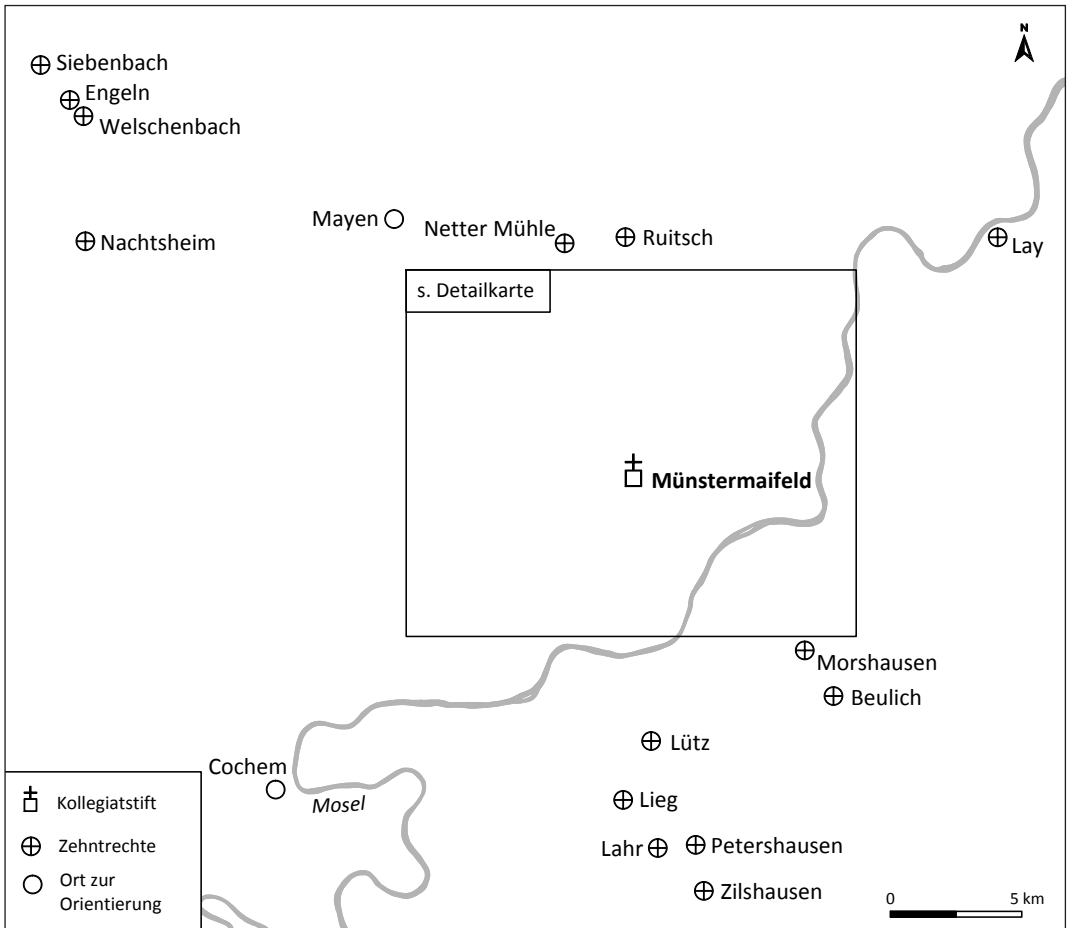 N
Siebenbach
Engeln
Welschenbach
Mayen
Netter Mühle
Ruitsch
Nachtsheim
Lay
s. Detailkarte
Münstermaifeld
Morshausen
Beulich
Lütz
Cochem
Mosel
Lieg
Lahr
Petershausen
Zilshausen
Kollegiatstift
Zehntrechte
Ort zur
Orientierung
0 5 km